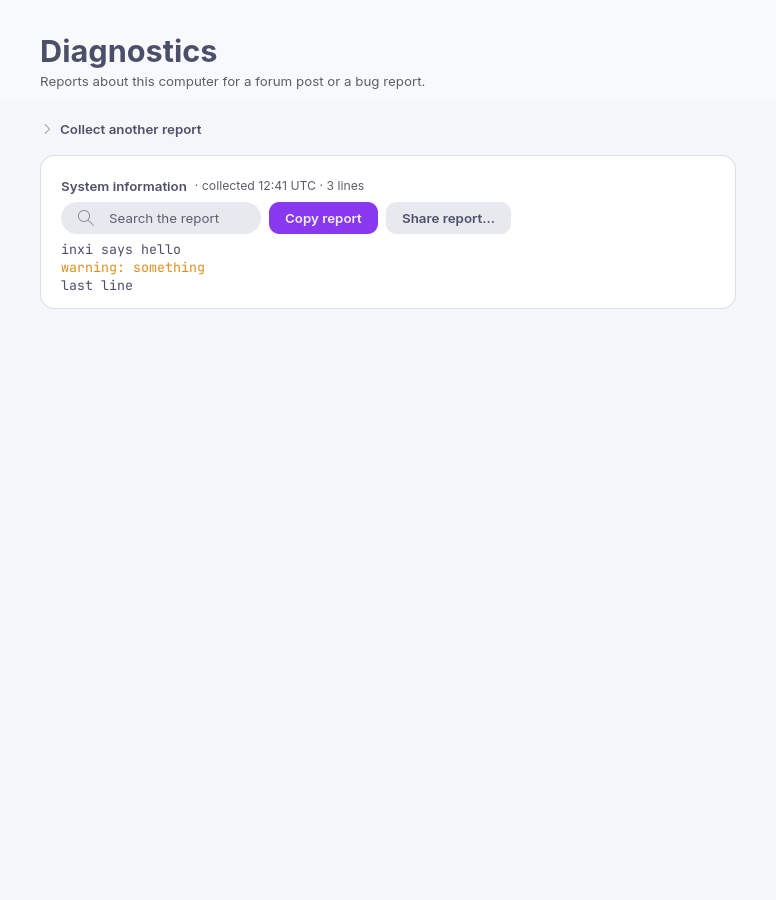 Diagnostics
Reports about this computer for a forum post or a bug report.
Collect another report
System information · collected 12:41 UTC · 3 lines
Search the report Copy report Share report...
inxi says hello
warning: something
last line